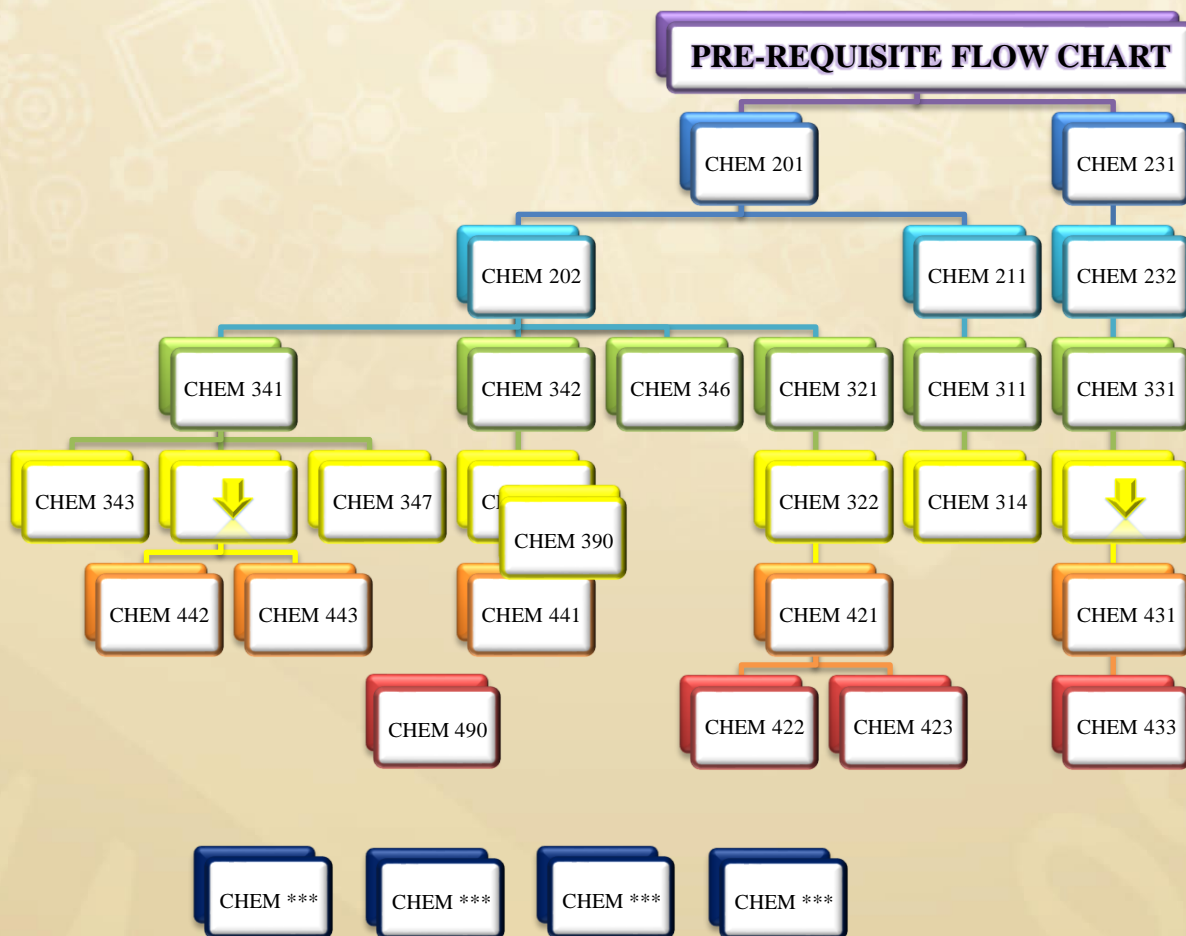 PRE-REQUISITE FLOW CHART
CHEM 201
CHEM 231
CHEM 202
CHEM 211
CHEM 232
CHEM 341
CHEM 342
CHEM 346
CHEM 321
CHEM 311
CHEM 331
CHEM 343
CHEM 347
CHEM 390
CHEM 322
CHEM 314
CHEM 442
CHEM 443
CHEM 441
CHEM 421
CHEM 431
CHEM 490
CHEM 422
CHEM 423
CHEM 433
CHEM ***
CHEM ***
CHEM ***
CHEM ***